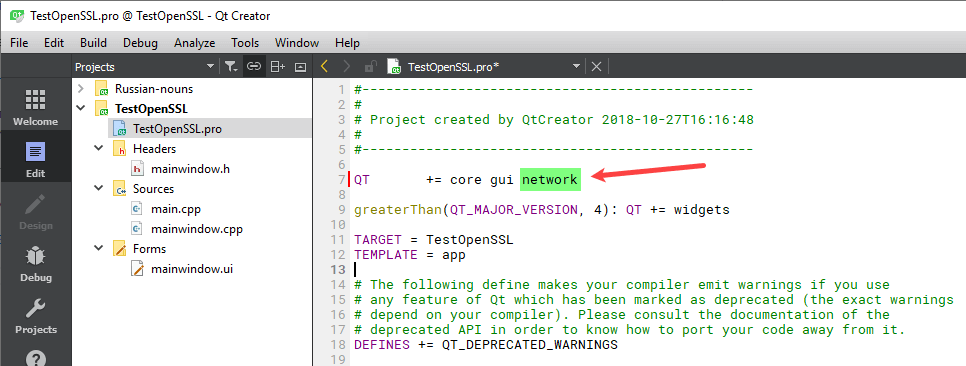 TestOpenSSL.pro @ TestOpenSSL - Qt Creator
File Edit Build Debug Analyze Tools Window Help
Projects
TestOpenSSL.pro*
Welcome
Edit
Design
Debug
Projects
Russian-nouns
TestOpenSSL
TestOpenSSL.pro
Headers
mainwindow.h
Sources
main.cpp
mainwindow.cpp
Forms
mainwindow.ui
1 #--------------------------------------------------
2 #
3 # Project created by QtCreator 2018-10-27T16:16:48
4 #
5 #--------------------------------------------------
6
7 QT       += core gui network
8
9 greaterThan(QT_MAJOR_VERSION, 4): QT += widgets
10
11 TARGET = TestOpenSSL
12 TEMPLATE = app
13
14 # The following define makes your compiler emit warnings if you use
15 # any feature of Qt which has been marked as deprecated (the exact warnings
16 # depend on your compiler). Please consult the documentation of the
17 # deprecated API in order to know how to port your code away from it.
18 DEFINES += QT_DEPRECATED_WARNINGS
19